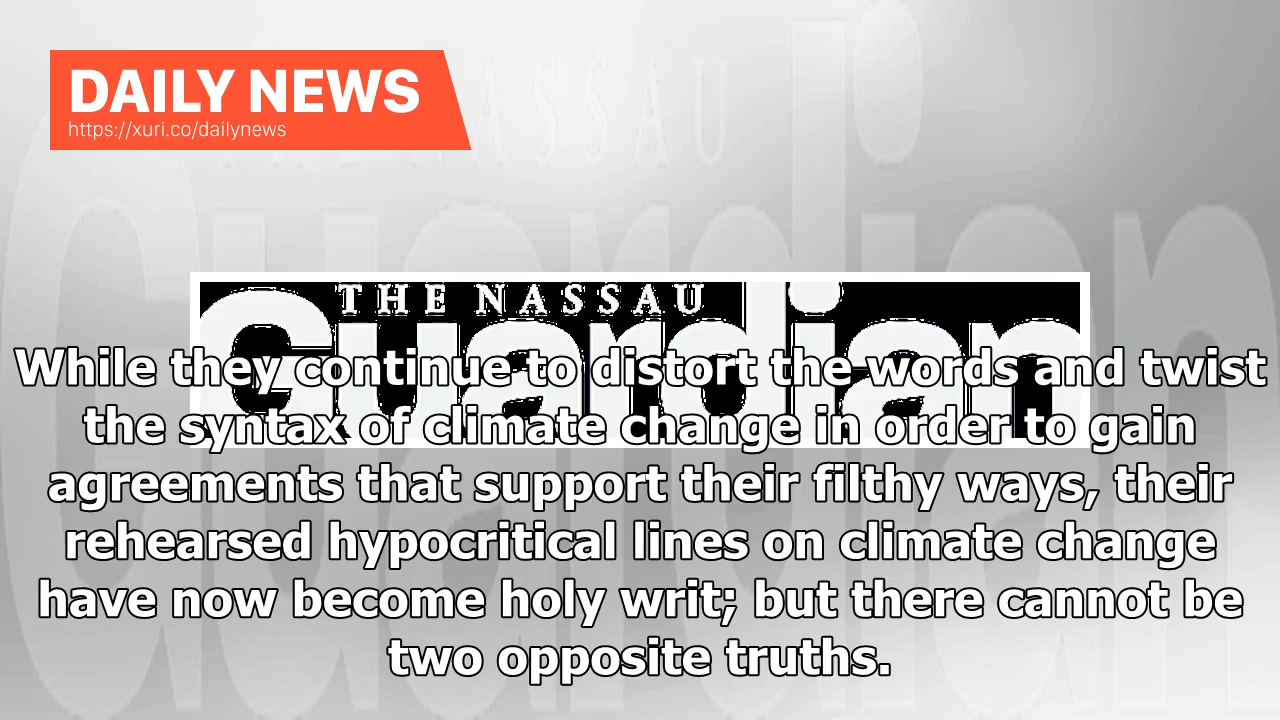 DAILY NEWS
https://xuri.co/dailynews
THE NASSAU
Guardian
While they continue to distort the words and twist
the syntax of climate change in order to gain
agreements that support their filthy ways, their
rehearsed hypocritical lines on climate change
have now become holy writ; but there cannot be
two opposite truths.